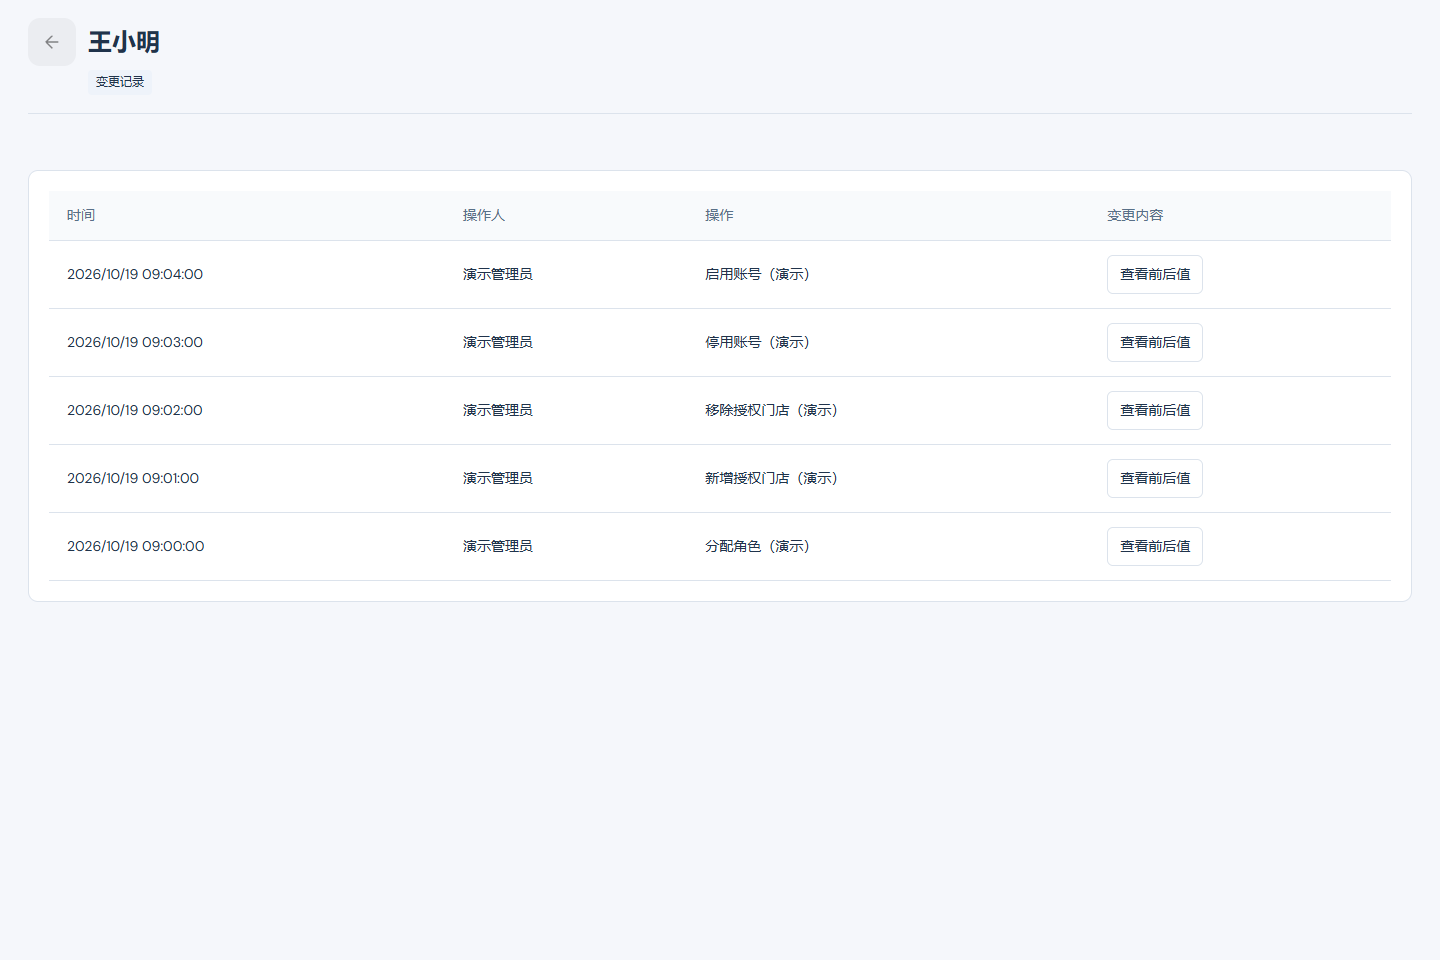 王小明
变更记录
时间 操作人 操作 变更内容
2026/10/19 09:04:00 演示管理员 启用账号（演示） 查看前后值
2026/10/19 09:03:00 演示管理员 停用账号（演示） 查看前后值
2026/10/19 09:02:00 演示管理员 移除授权门店（演示） 查看前后值
2026/10/19 09:01:00 演示管理员 新增授权门店（演示） 查看前后值
2026/10/19 09:00:00 演示管理员 分配角色（演示） 查看前后值